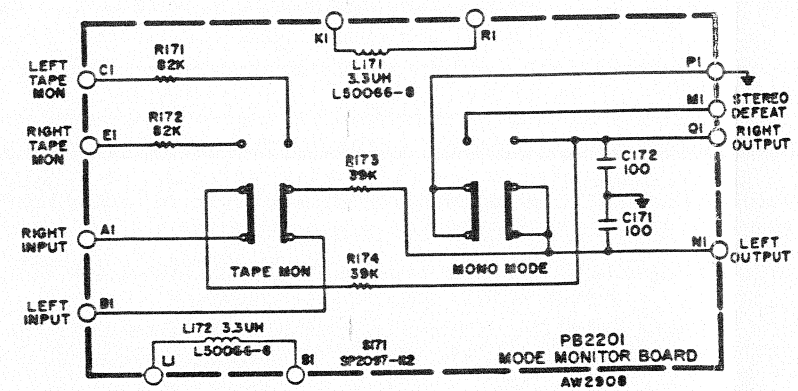 K1
R1
L171
3.3UH
L50066-8
P1
LEFT
TAPE
MON
C1
R171
82K
M1
STEREO
DEFEAT
RIGHT
TAPE
MON
E1
R172
82K
Q1
RIGHT
OUTPUT
R173
39K
C172
100
C171
100
RIGHT
INPUT
A1
TAPE MON
R174
39K
MONO MODE
N1
LEFT
OUTPUT
LEFT
INPUT
B1
L172 3.3UH
L50066-8
S171
SP2097-112
PB2201
MODE MONITOR BOARD
AW2908